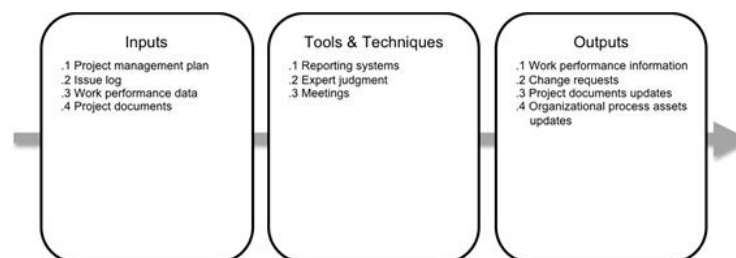 Inputs
.1 Project management plan
.2 Issue log
.3 Work performance data
.4 Project documents
Tools & Techniques
.1 Reporting systems
.2 Expert judgment
.3 Meetings
Outputs
.1 Work performance information
.2 Change requests
.3 Project documents updates
.4 Organizational process assets
updates